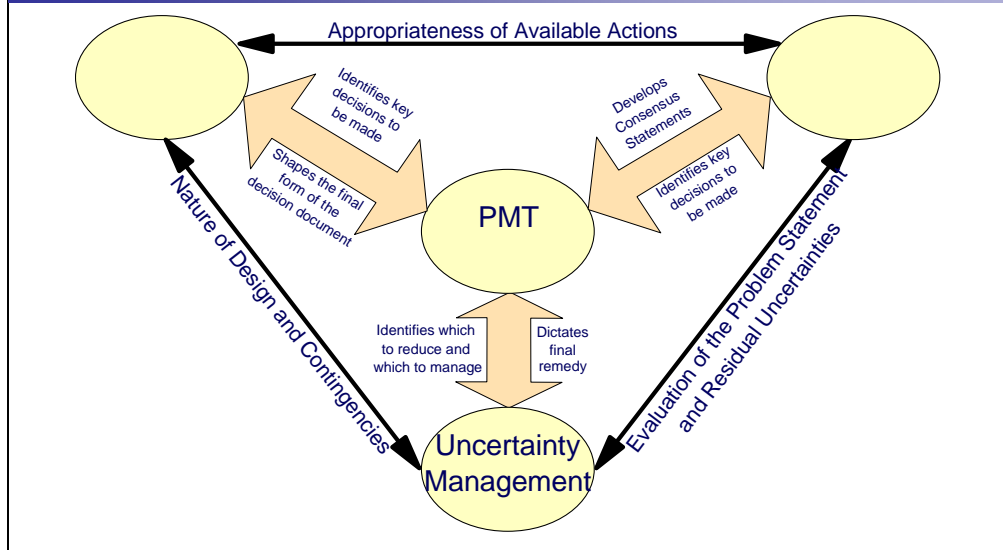 Appropriateness of Available Actions
Identifies key
decisions to
be made
Shapes the final
form of the
decision document
Develops
Consensus
Statements
Identifies key
decisions to
be made
PMT
Nature of Design and Contingencies
Evaluation of the Problem Statement
and Residual Uncertainties
Identifies which
to reduce and
which to manage
Dictates
final
remedy
Uncertainty
Management